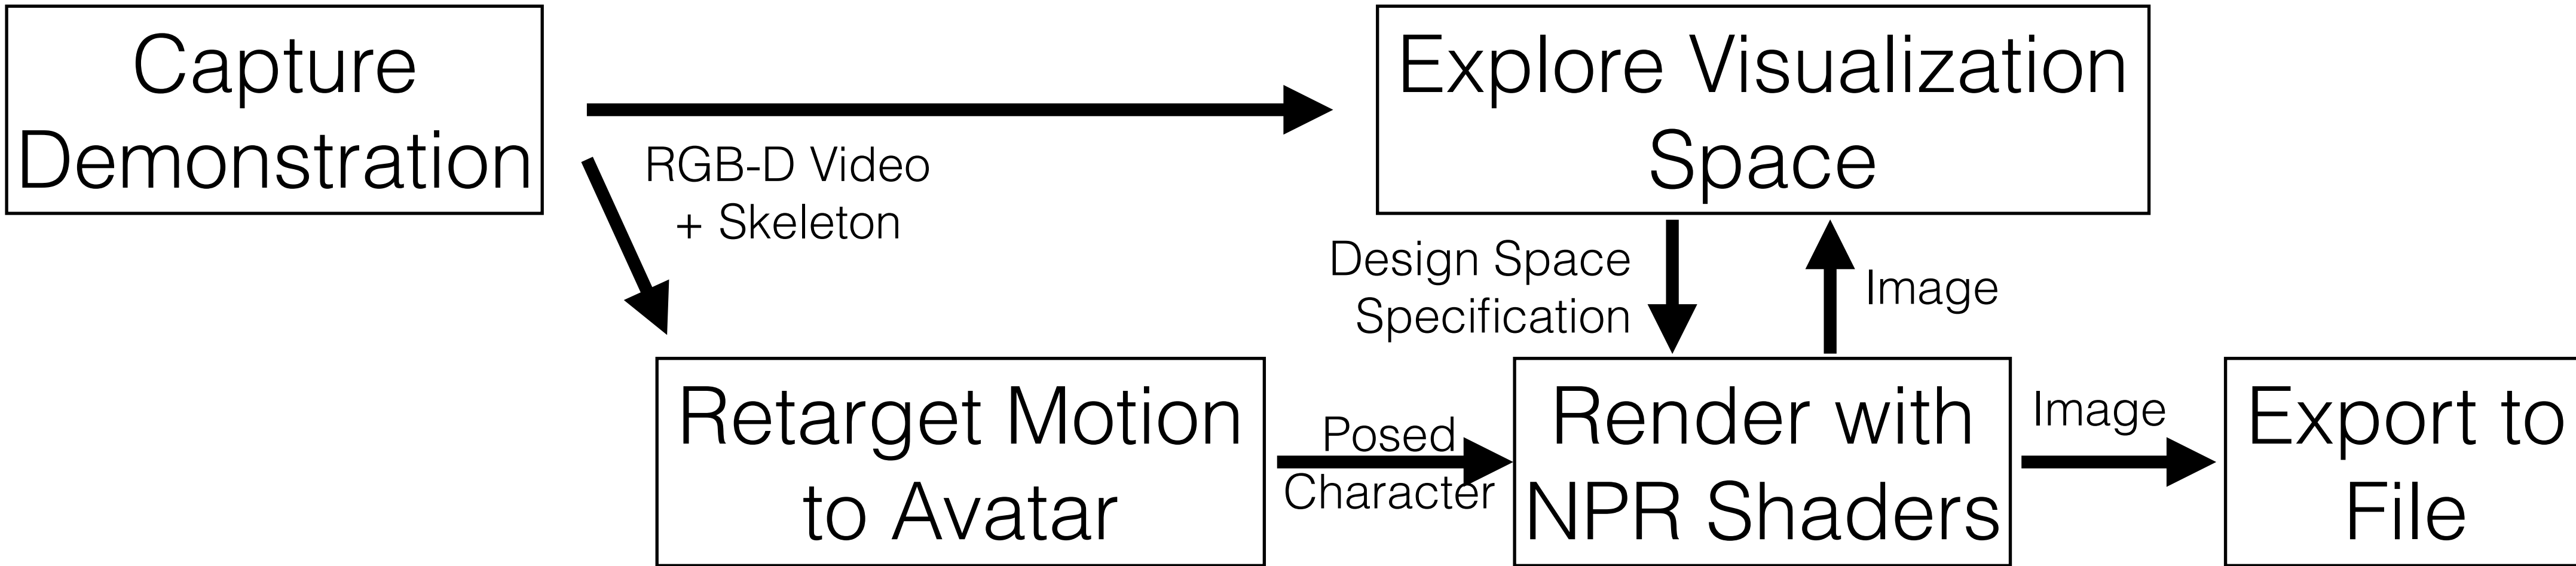 Capture
Demonstration
RGB-D Video
+ Skeleton
Explore Visualization
Space
Design Space
Specification
Image
Retarget Motion
to Avatar
Posed
Character
Render with
NPR Shaders
Image
Export to
File